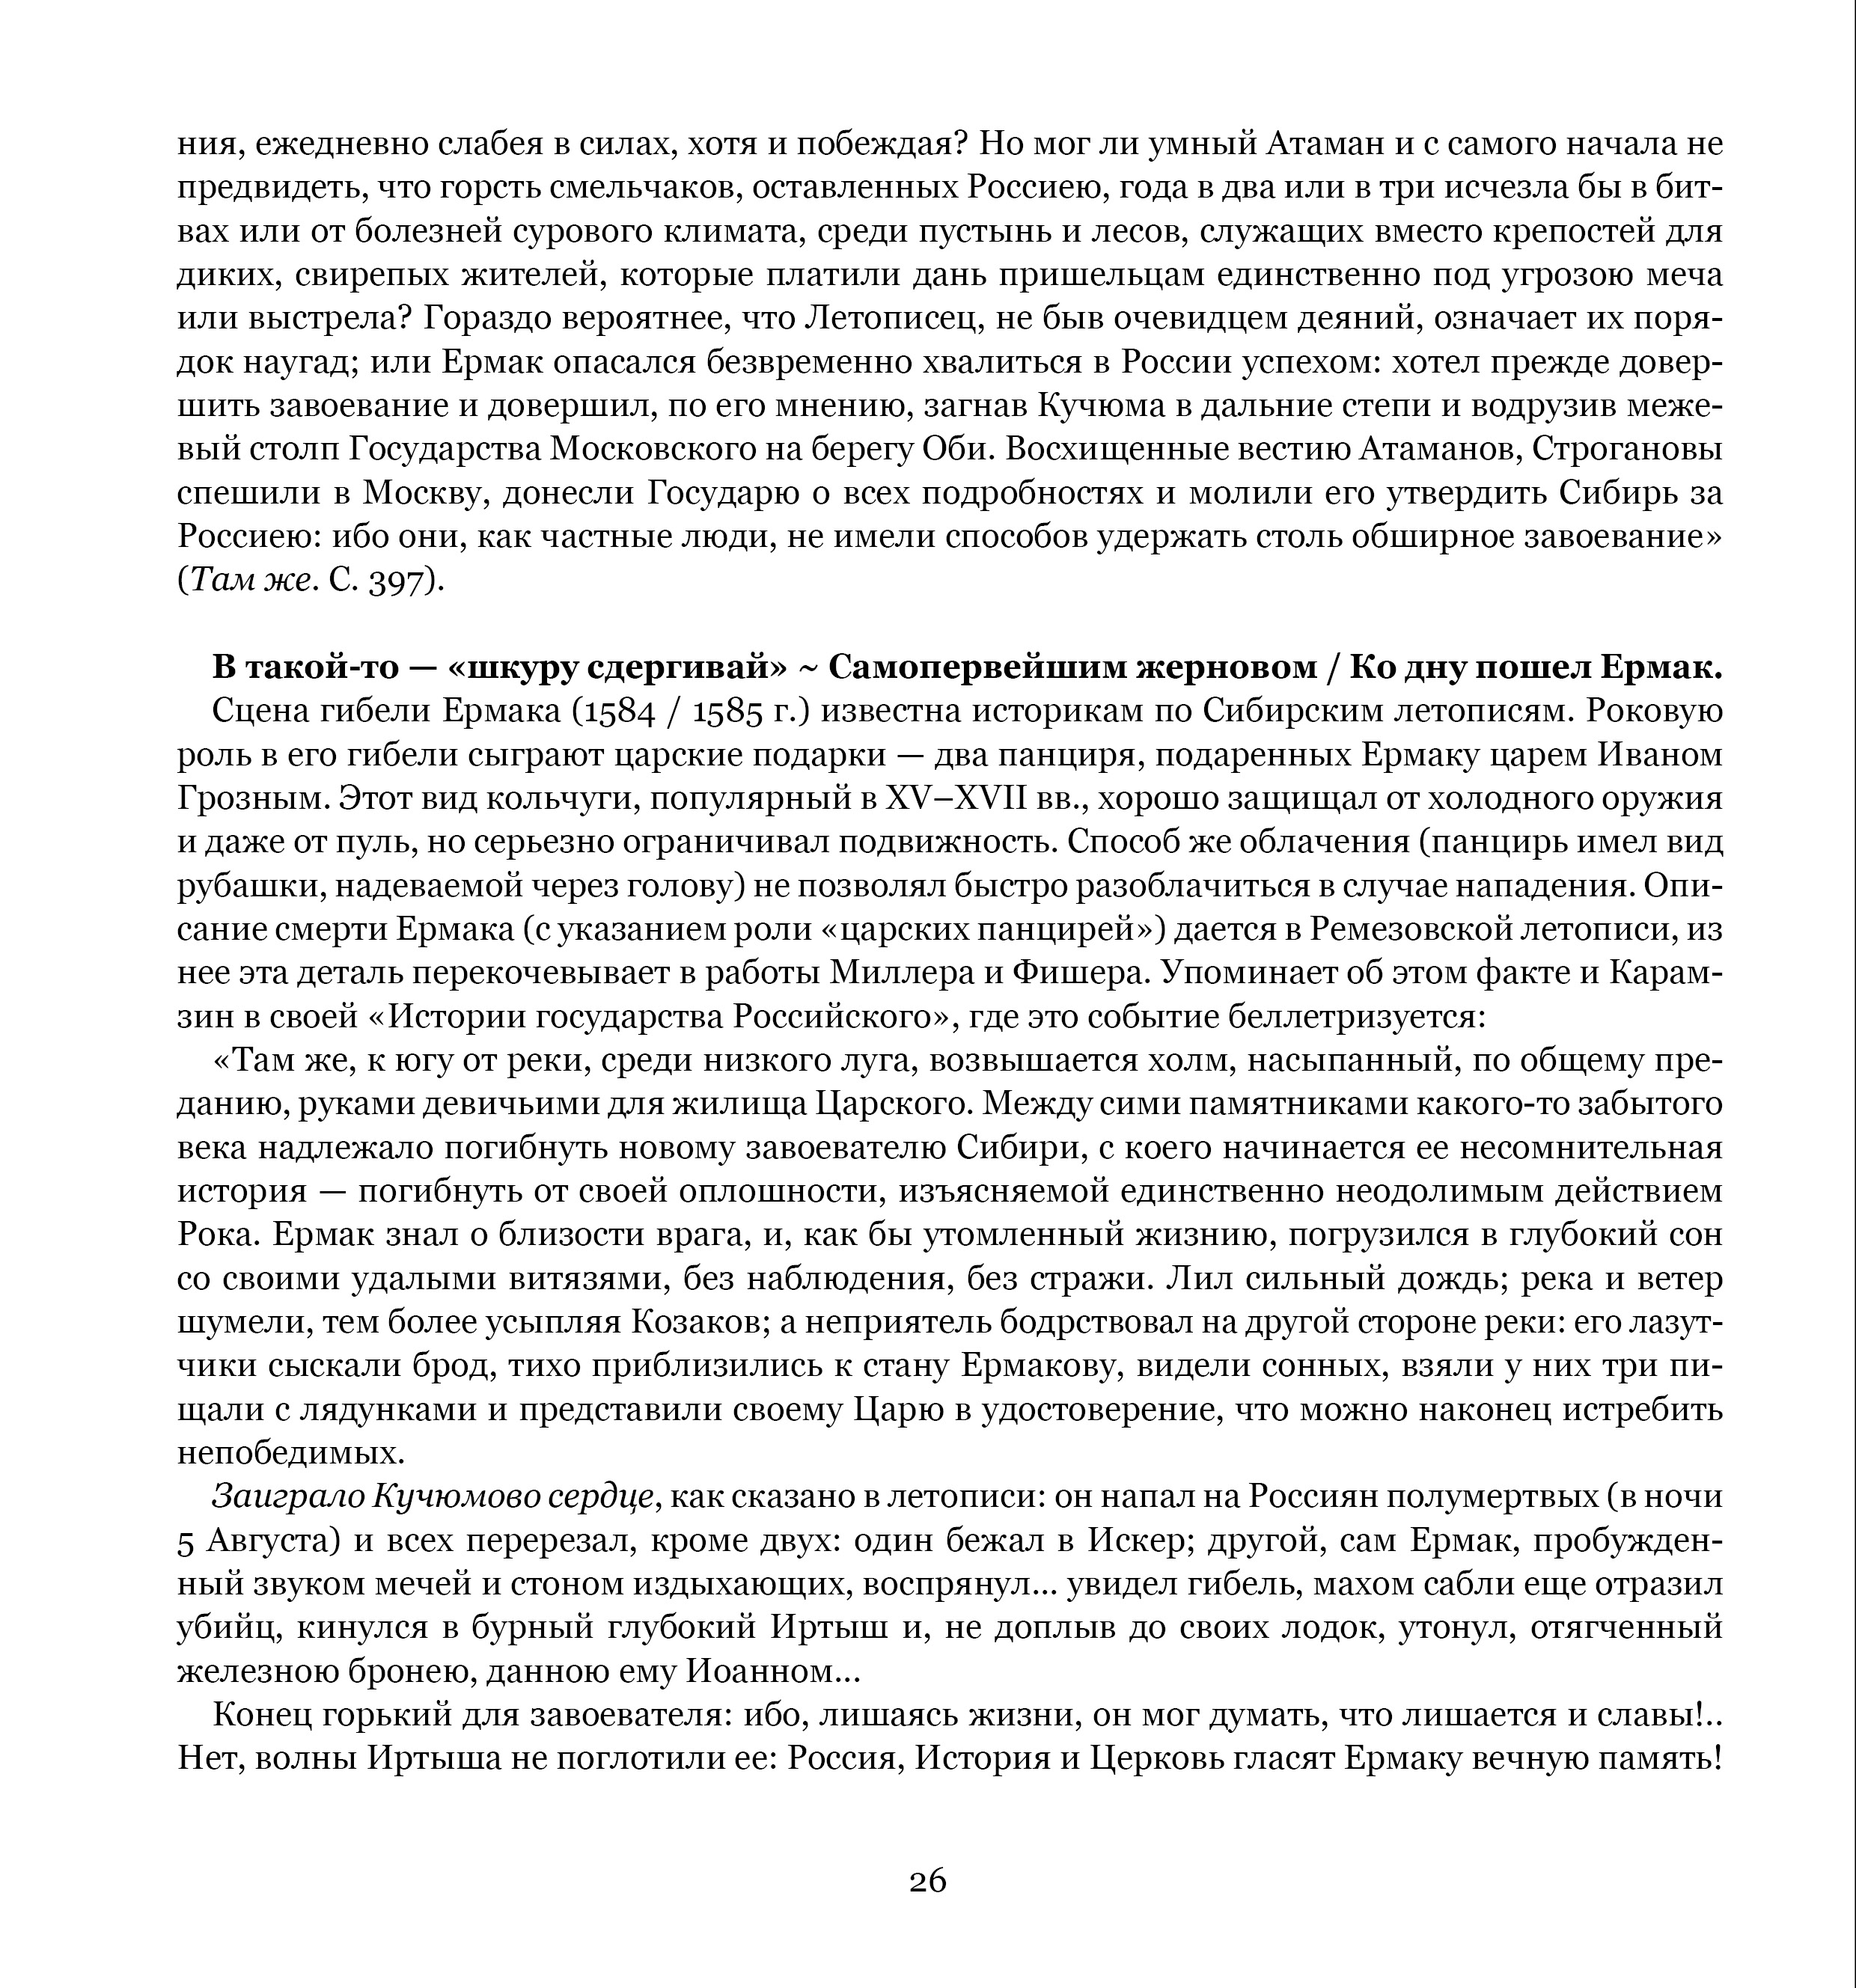 ния, ежедневно слабея в силах, хотя и побеждая? Но мог ли умный Атаман и с самого начала не
предвидеть, что горсть смельчаков, оставленных Россиею, года в два или в три исчезла бы в бит-
вах или от болезней сурового климата, среди пустынь и лесов, служащих вместо крепостей для
диких, свирепых жителей, которые платили дань пришельцам единственно под угрозою меча
или выстрела? Гораздо вероятнее, что Летописец, не быв очевидцем деяний, означает их поря-
док наугад; или Ермак опасался безвременно хвалиться в России успехом: хотел прежде довер-
шить завоевание и довершил, по его мнению, загнав Кучюма в дальние степи и водрузив меже-
вый столп Государства Московского на берегу Оби. Восхищенные вестию Атаманов, Строгановы
спешили в Москву, донесли Государю о всех подробностях и молили его утвердить Сибирь за
Россиею: ибо они, как частные люди, не имели способов удержать столь обширное завоевание»
(Там же. С. 397).
В такой-то — «шкуру сдергивай» ~ Самопервейшим жерновом / Ко дну пошел Ермак.
Сцена гибели Ермака (1584 / 1585 г.) известна историкам по Сибирским летописям. Роковую
роль в его гибели сыграют царские подарки — два панциря, подаренных Ермаку царем Иваном
Грозным. Этот вид кольчуги, популярный в XV–XVII вв., хорошо защищал от холодного оружия
и даже от пуль, но серьезно ограничивал подвижность. Способ же облачения (панцирь имел вид
рубашки, надеваемой через голову) не позволял быстро разоблачиться в случае нападения. Опи-
сание смерти Ермака (с указанием роли «царских панцирей») дается в Ремезовской летописи, из
нее эта деталь перекочевывает в работы Миллера и Фишера. Упоминает об этом факте и Карам-
зин в своей «Истории государства Российского», где это событие беллетризуется:
«Там же, к югу от реки, среди низкого луга, возвышается холм, насыпанный, по общему пре-
данию, руками девичьими для жилища Царского. Между сими памятниками какого-то забытого
века надлежало погибнуть новому завоевателю Сибири, с коего начинается ее несомнительная
история — погибнуть от своей оплошности, изъясняемой единственно неодолимым действием
Рока. Ермак знал о близости врага, и, как бы утомленный жизнию, погрузился в глубокий сон
со своими удалыми витязями, без наблюдения, без стражи. Лил сильный дождь; река и ветер
шумели, тем более усыпляя Козаков; а неприятель бодрствовал на другой стороне реки: его лазут-
чики сыскали брод, тихо приблизились к стану Ермакову, видели сонных, взяли у них три пи-
щали с лядунками и представили своему Царю в удостоверение, что можно наконец истребить
непобедимых.
Заиграло Кучюмово сердце, как сказано в летописи: он напал на Россиян полумертвых (в ночи
5 Августа) и всех перерезал, кроме двух: один бежал в Искер; другой, сам Ермак, пробужден-
ный звуком мечей и стоном издыхающих, воспрянул... увидел гибель, махом сабли еще отразил
убийц, кинулся в бурный глубокий Иртыш и, не доплыв до своих лодок, утонул, отягченный
железною бронею, данною ему Иоанном...
Конец горький для завоевателя: ибо, лишаясь жизни, он мог думать, что лишается и славы!..
Нет, волны Иртыша не поглотили ее: Россия, История и Церковь гласят Ермаку вечную память!
26